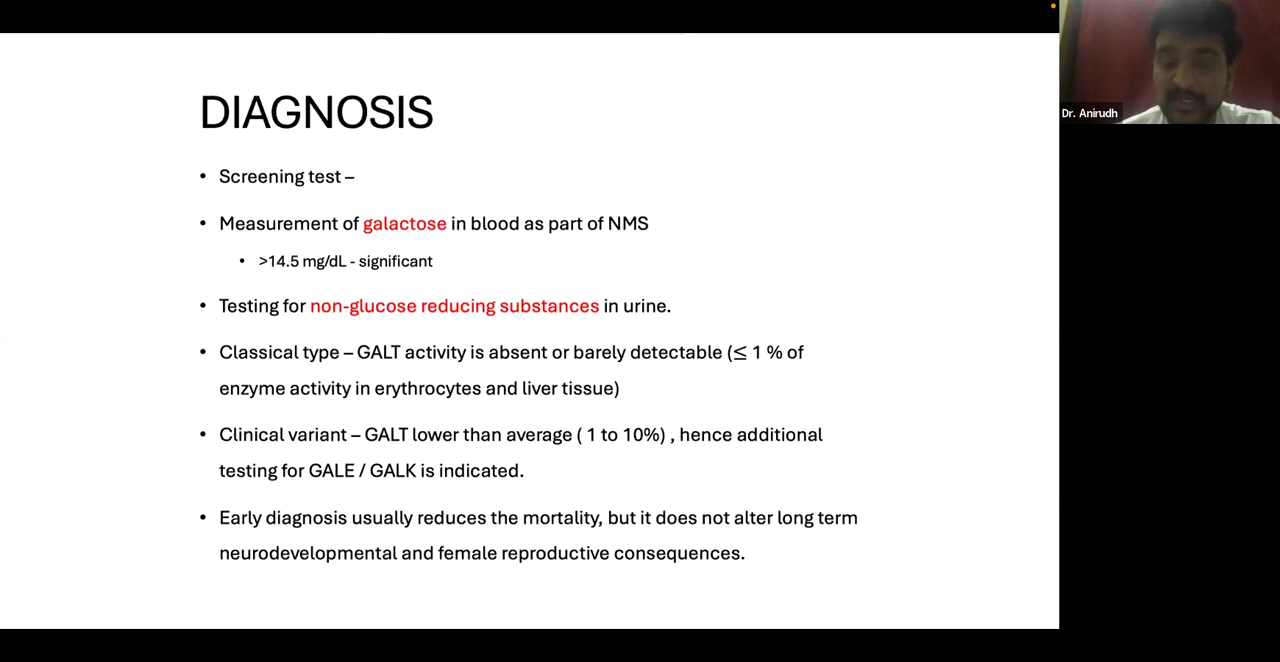 DIAGNOSIS
• Screening test –
• Measurement of galactose in blood as part of NMS
• >14.5 mg/dL - significant
• Testing for non-glucose reducing substances in urine.
• Classical type – GALT activity is absent or barely detectable (≤ 1 % of
enzyme activity in erythrocytes and liver tissue)
• Clinical variant – GALT lower than average ( 1 to 10%) , hence additional
testing for GALE / GALK is indicated.
• Early diagnosis usually reduces the mortality, but it does not alter long term
neurodevelopmental and female reproductive consequences.
Dr. Anirudh